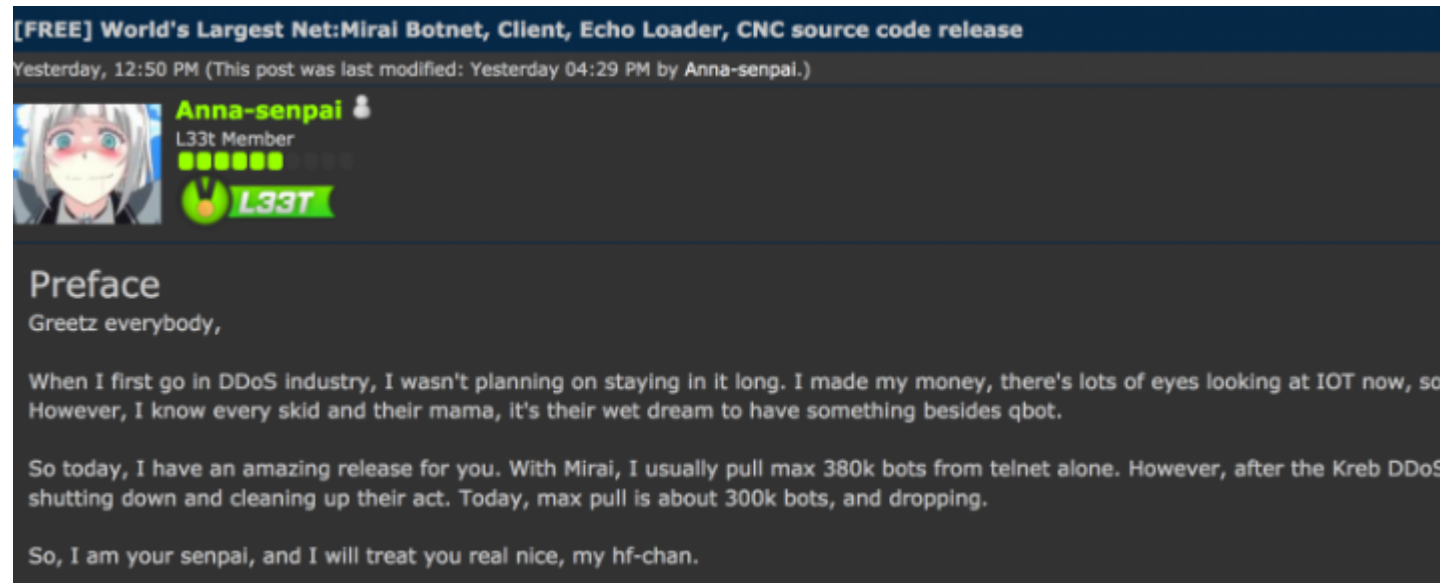 [FREE] World's Largest Net:Mirai Botnet, Client, Echo Loader, CNC source code release
Yesterday, 12:50 PM (This post was last modified: Yesterday 04:29 PM by Anna-senpai.)
Anna-senpai
L33t Member
L33T
Preface
Greetz everybody,
When I first go in DDoS industry, I wasn't planning on staying in it long. I made my money, there's lots of eyes looking at IOT now, so
However, I know every skid and their mama, it's their wet dream to have something besides qbot.
So today, I have an amazing release for you. With Mirai, I usually pull max 380k bots from telnet alone. However, after the Kreb DDoS
shutting down and cleaning up their act. Today, max pull is about 300k bots, and dropping.
So, I am your senpai, and I will treat you real nice, my hf-chan.